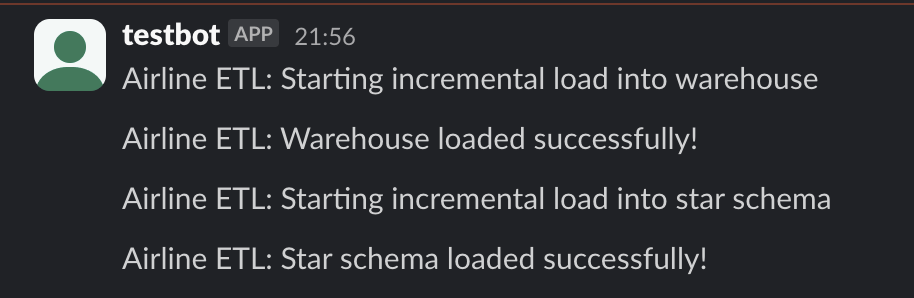 testbot APP 21:56
Airline ETL: Starting incremental load into warehouse
Airline ETL: Warehouse loaded successfully!
Airline ETL: Starting incremental load into star schema
Airline ETL: Star schema loaded successfully!